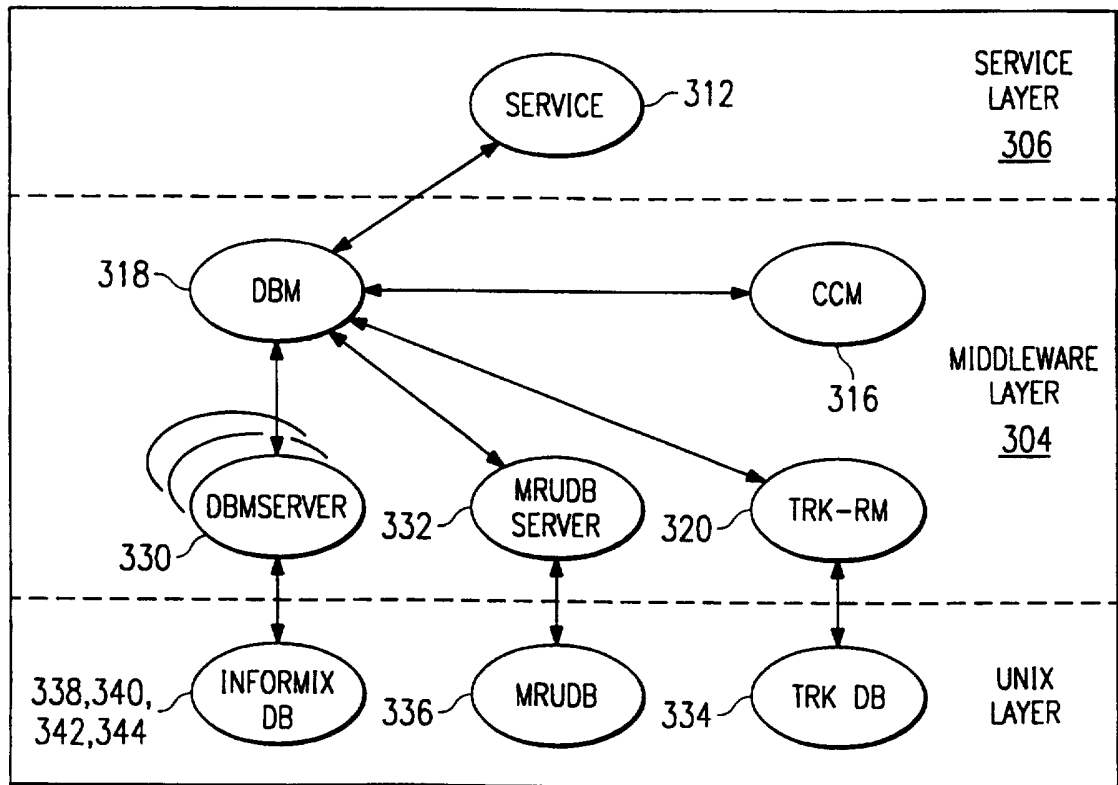 SERVICE
312
SERVICE
LAYER
306
318
DBM
CCM
316
MIDDLEWARE
LAYER
304
DBMSERVER
330
332
MRUDB
SERVER
320
TRK-RM
338,340,
342,344
INFORMIX
DB
336
MRUDB
334
TRK DB
UNIX
LAYER